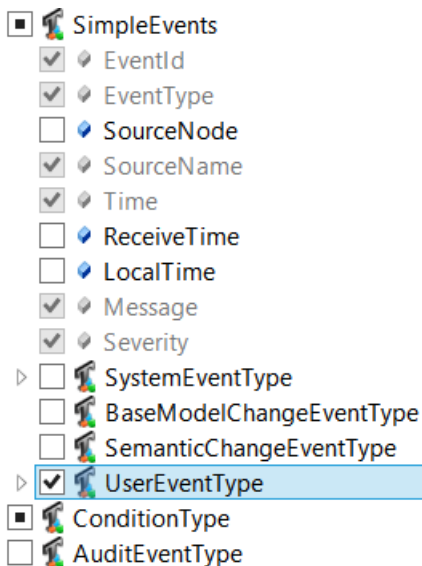 SimpleEvents
EventId
EventType
SourceNode
SourceName
Time
ReceiveTime
LocalTime
Message
Severity
SystemEventType
BaseModelChangeEventType
SemanticChangeEventType
UserEventType
ConditionType
AuditEventType